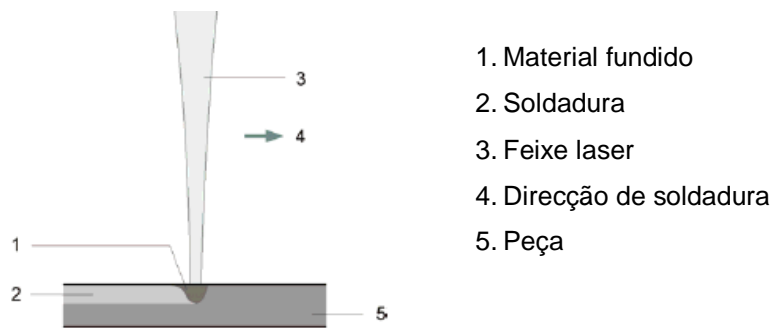 3
4
1
2
5
1. Material fundido
2. Soldadura
3. Feixe laser
4. Direcção de soldadura
5. Peça